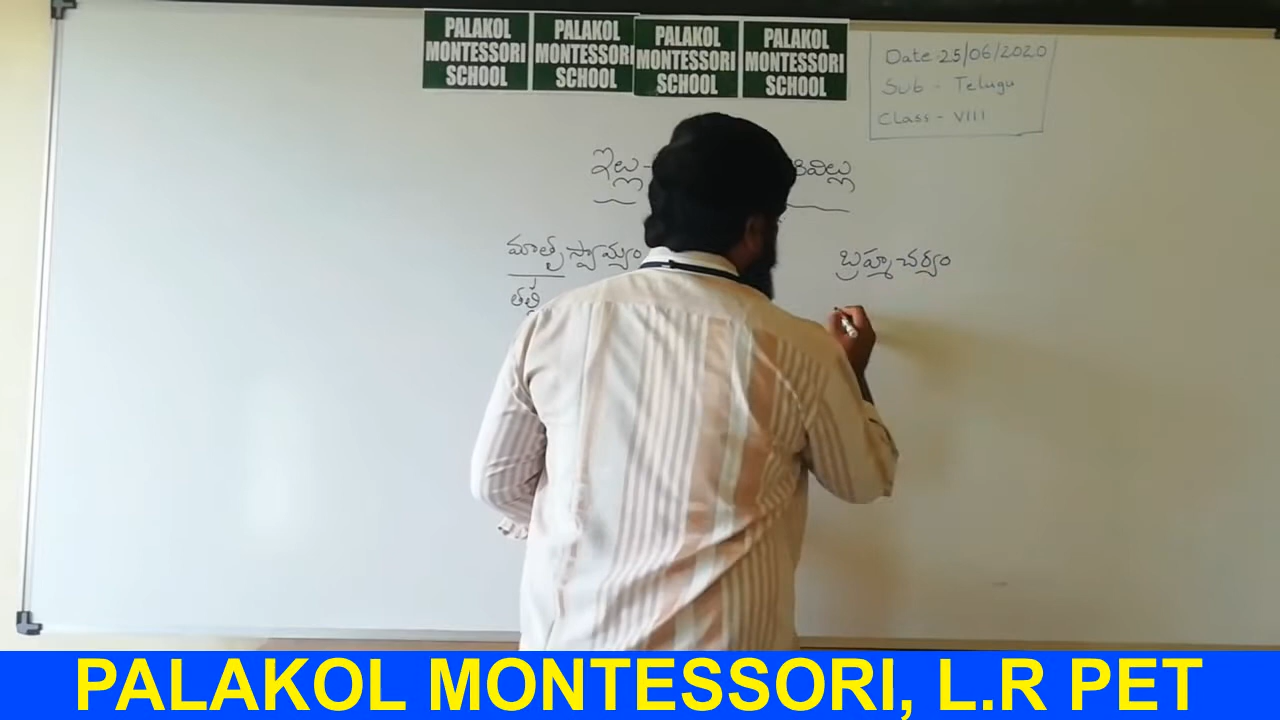 PALAKOL MONTESSORI SCHOOL
PALAKOL MONTESSORI SCHOOL
PALAKOL MONTESSORI SCHOOL
PALAKOL MONTESSORI SCHOOL
Date 25/06/2020
Sub - Telugu
Class - VIII
ఇల్లు -
మాతృస్వామ్యం
బ్రహ్మచర్యం
PALAKOL MONTESSORI, L.R PET